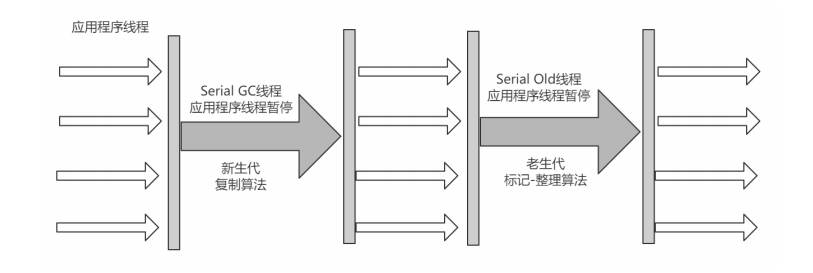 应用程序线程
Serial GC线程
应用程序线程暂停
新生代
复制算法
Serial Old线程
应用程序线程暂停
老生代
标记-整理算法